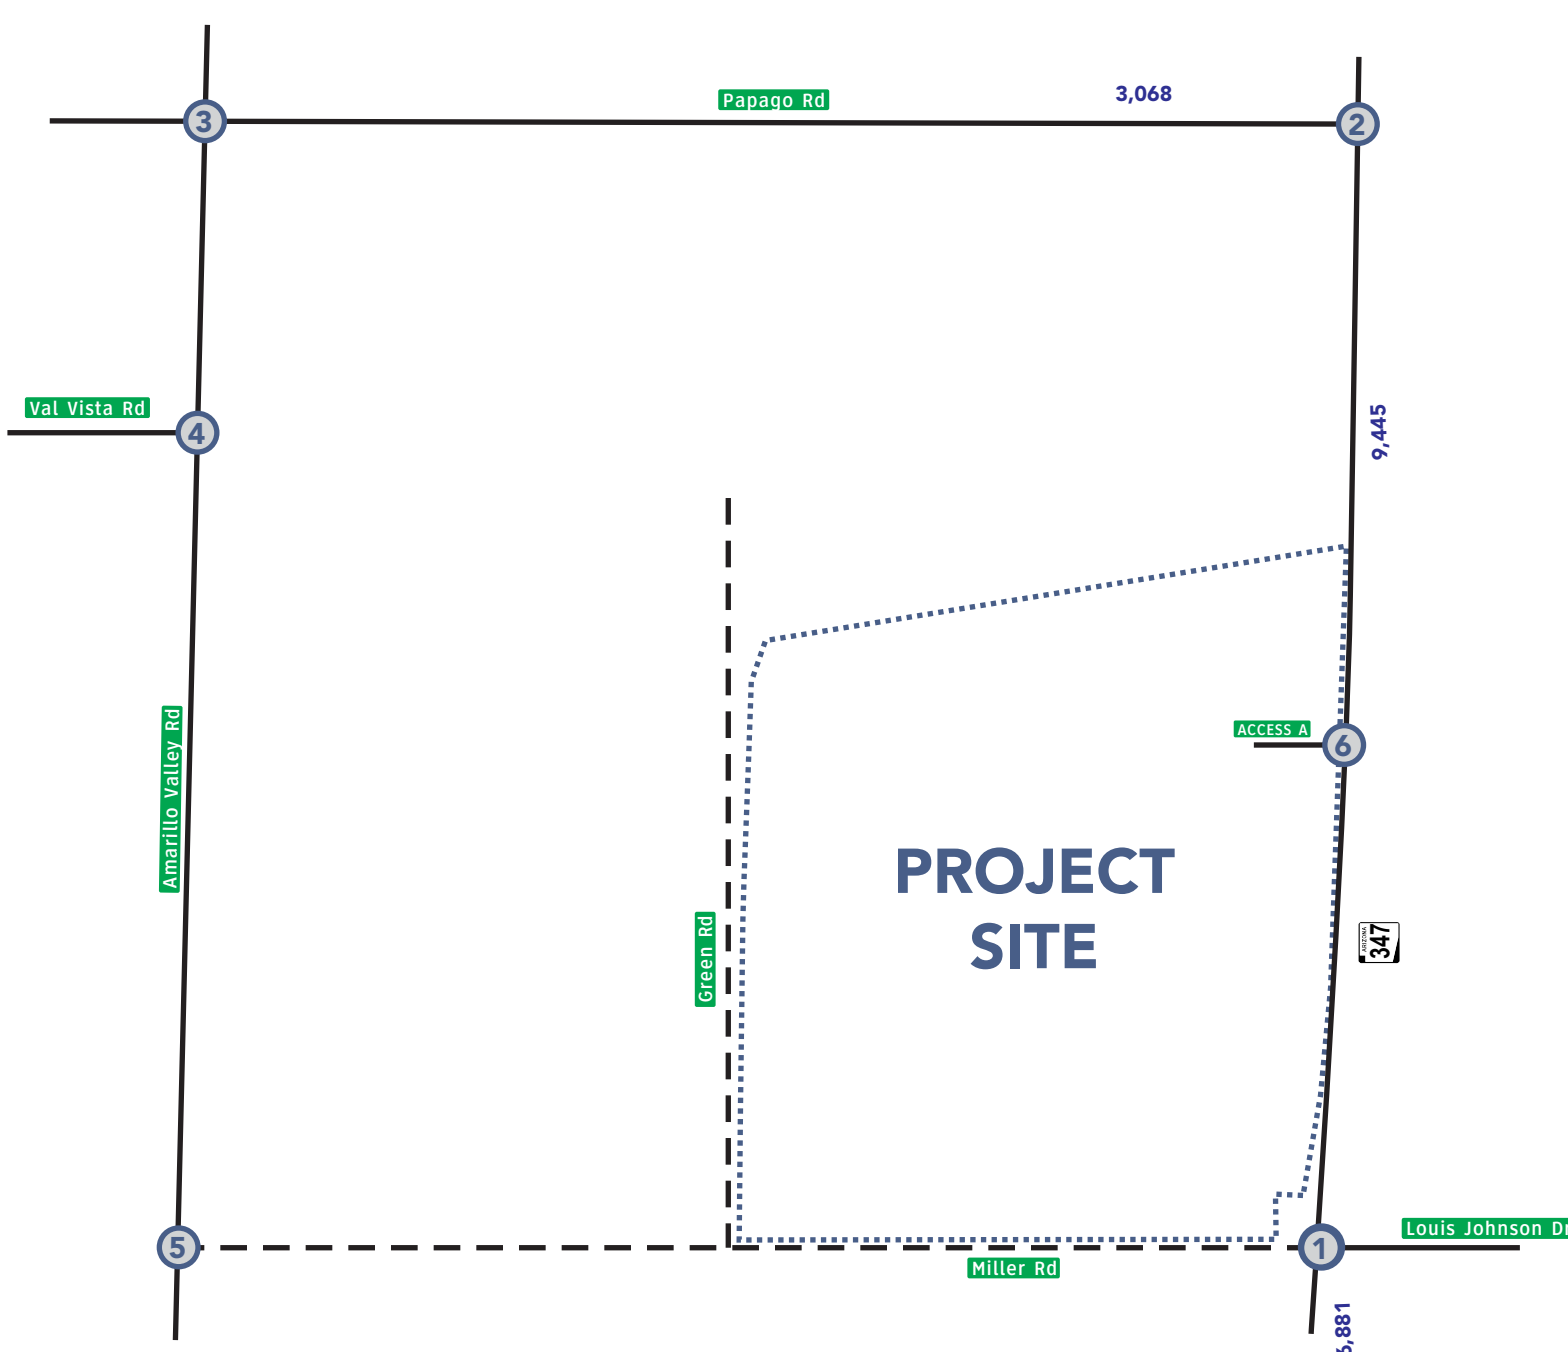 Papago Rd
3,068
3
2
Val Vista Rd
4
9,445
ACCESS A
6
Amarillo Valley Rd
PROJECT
SITE
Green Rd
ARIZONA
347
5
1
Louis Johnson Dr
Miller Rd